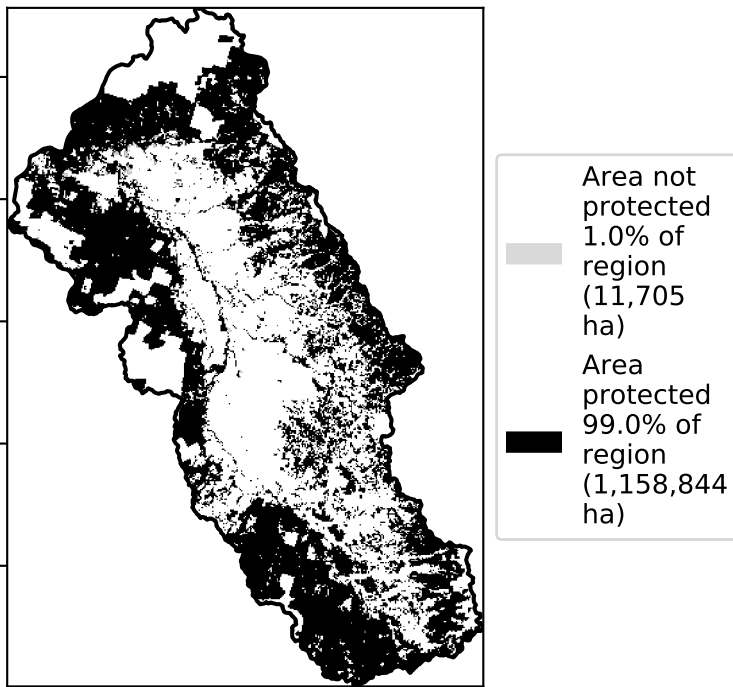 Area not
protected
1.0% of
region
(11,705
ha)
Area
protected
99.0% of
region
(1,158,844
ha)